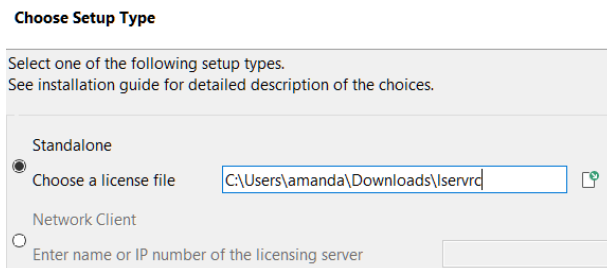 Choose Setup Type
Select one of the following setup types.
See installation guide for detailed description of the choices.
Standalone
Choose a license file C:\Users\amanda\Downloads\lservrc
Network Client
Enter name or IP number of the licensing server